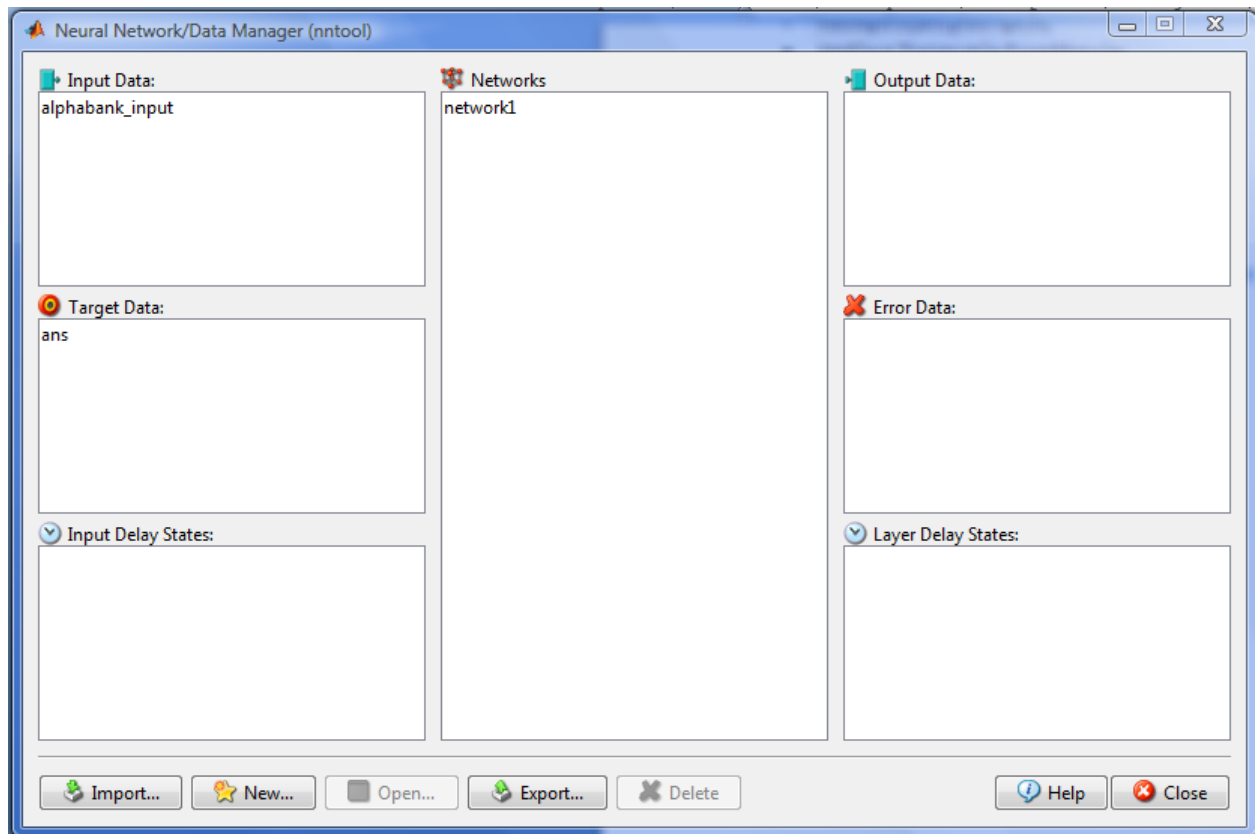 Neural Network/Data Manager (nntool)
Input Data:
alphabank_input
Networks
network1
Output Data:
Target Data:
ans
Error Data:
Input Delay States:
Layer Delay States:
Import...
New...
Open...
Export...
Delete
Help
Close